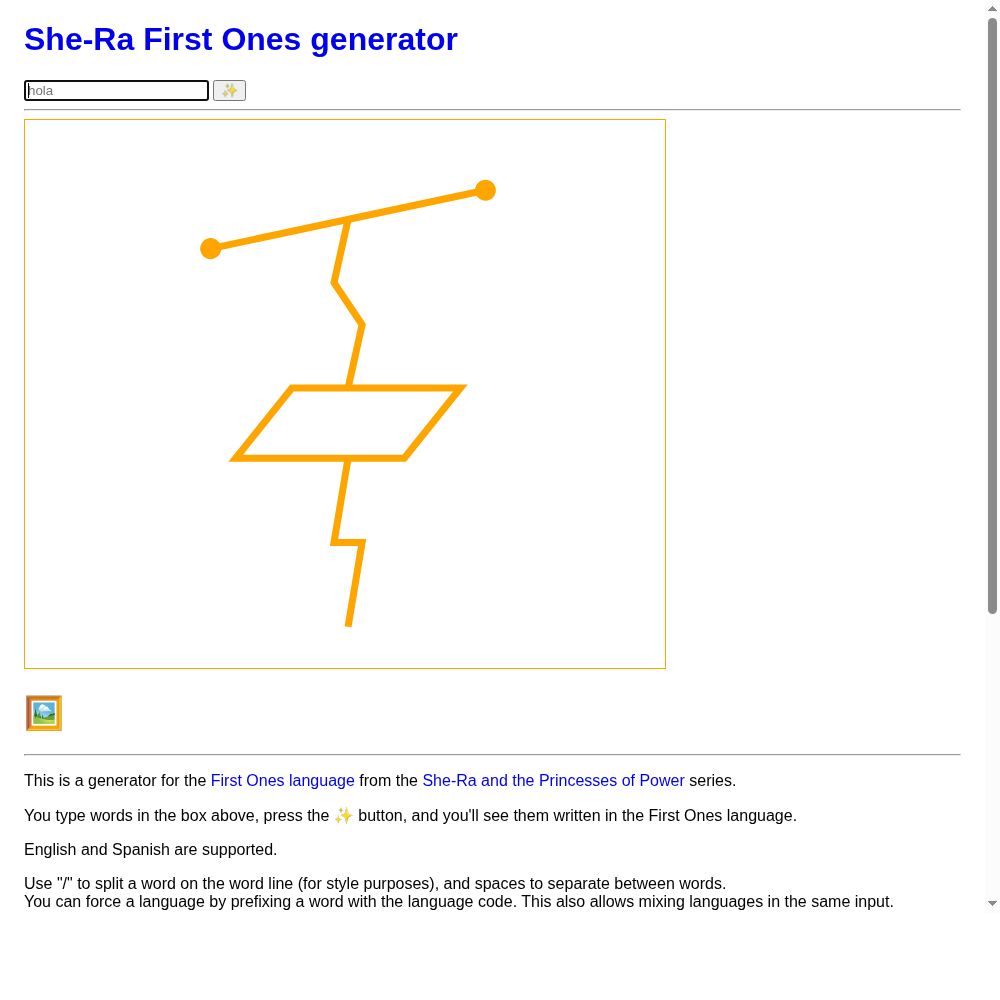 She-Ra First Ones generator
hola ✨
This is a generator for the First Ones language from the She-Ra and the Princesses of Power series.
You type words in the box above, press the ✨ button, and you'll see them written in the First Ones language.
English and Spanish are supported.
Use "/" to split a word on the word line (for style purposes), and spaces to separate between words.
You can force a language by prefixing a word with the language code. This also allows mixing languages in the same input.